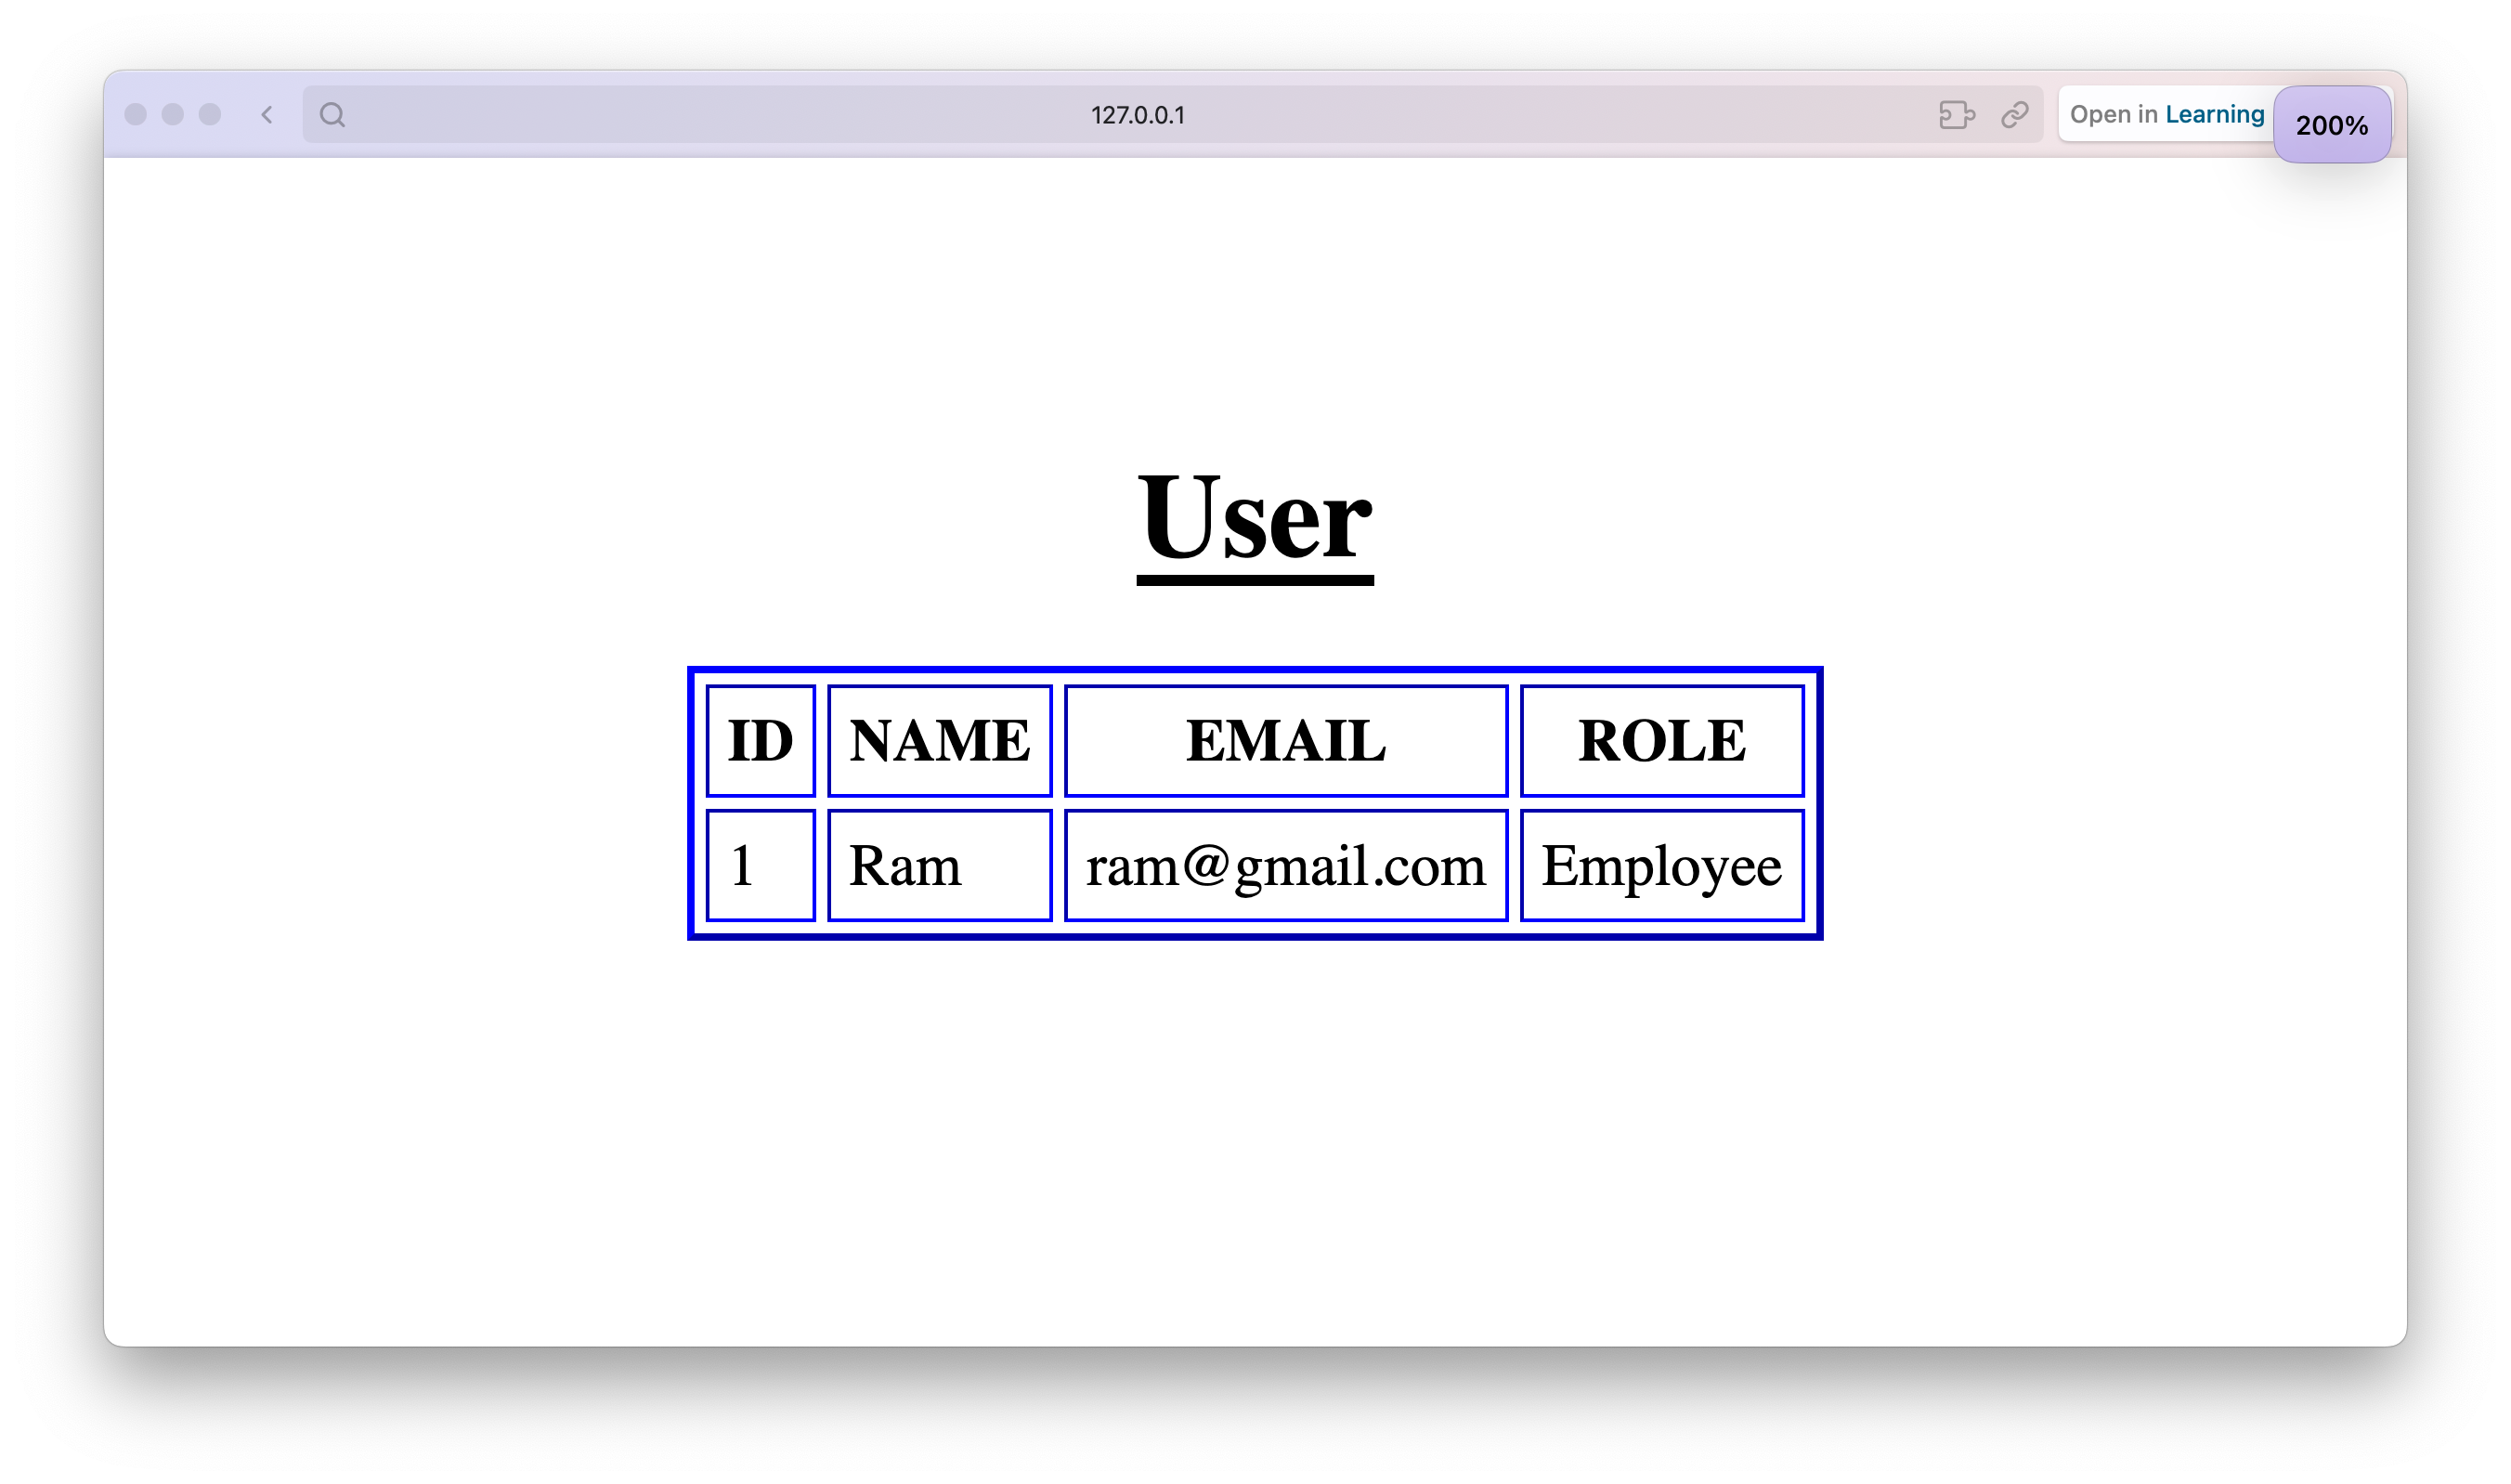 127.0.0.1 Open in Learning 200%
User
ID NAME EMAIL ROLE
1 Ram ram@gmail.com Employee